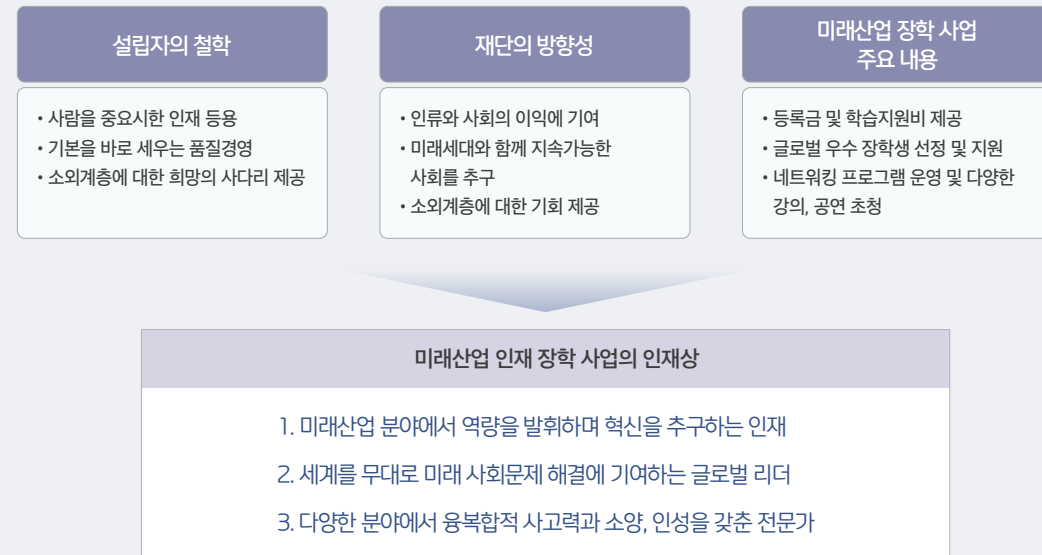 설립자의 철학
• 사람을 중요시한 인재 등용
• 기본을 바로 세우는 품질경영
• 소외계층에 대한 희망의 사다리 제공
재단의 방향성
• 인류와 사회의 이익에 기여
• 미래세대와 함께 지속가능한
사회를 추구
• 소외계층에 대한 기회 제공
미래산업 장학 사업
주요 내용
• 등록금 및 학습지원비 제공
• 글로벌 우수 장학생 선정 및 지원
• 네트워킹 프로그램 운영 및 다양한
강의, 공연 초청
미래산업 인재 장학 사업의 인재상
1. 미래산업 분야에서 역량을 발휘하며 혁신을 추구하는 인재
2. 세계를 무대로 미래 사회문제 해결에 기여하는 글로벌 리더
3. 다양한 분야에서 융복합적 사고력과 소양, 인성을 갖춘 전문가